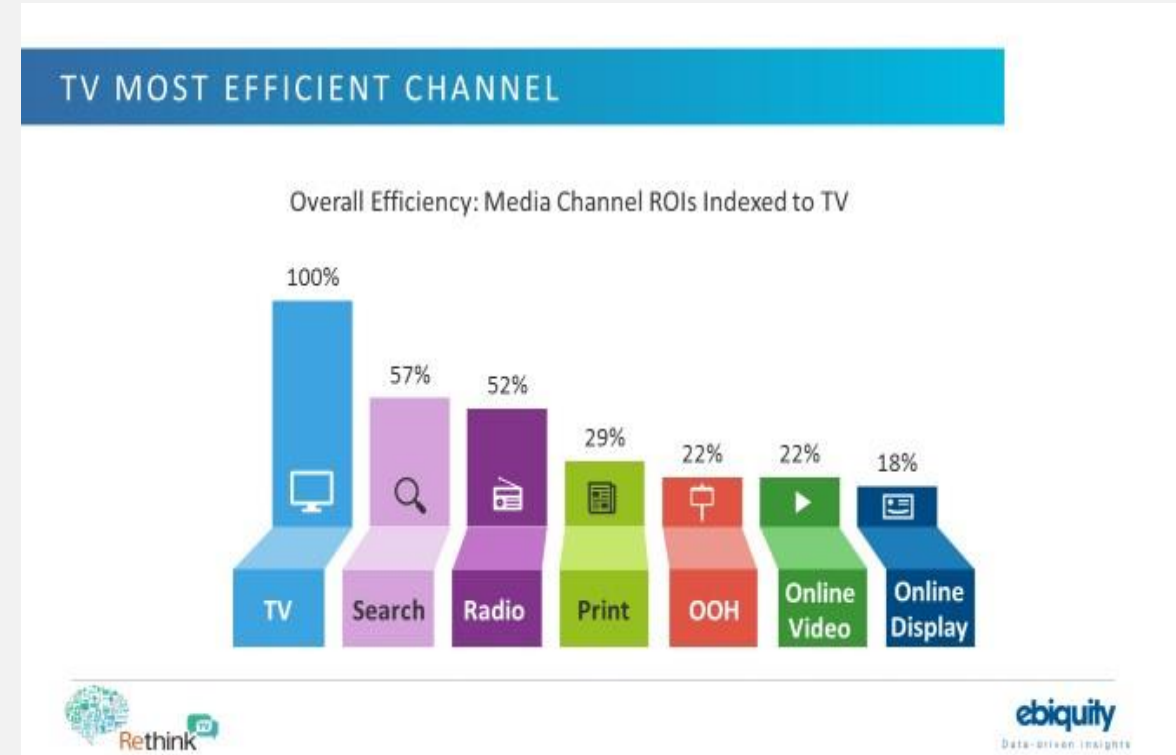 TV MOST EFFICIENT CHANNEL
Overall Efficiency: Media Channel ROIs Indexed to TV
100%
57%
52%
29%
22%
22%
18%
TV
Search
Radio
Print
OOH
Online
Video
Online
Display
Rethink TV
ebiquity
Data-driven insights